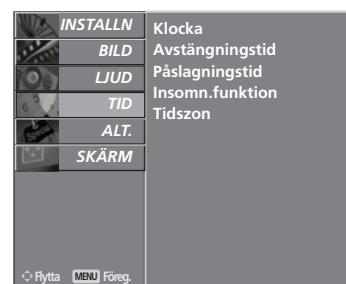 INSTALLN
BILD
LJUD
TID
ALT.
SKÄRM
Klocka
Avstängningstid
Påslagningstid
Insomn.funktion
Tidszon
Flytta MENU Föreg.